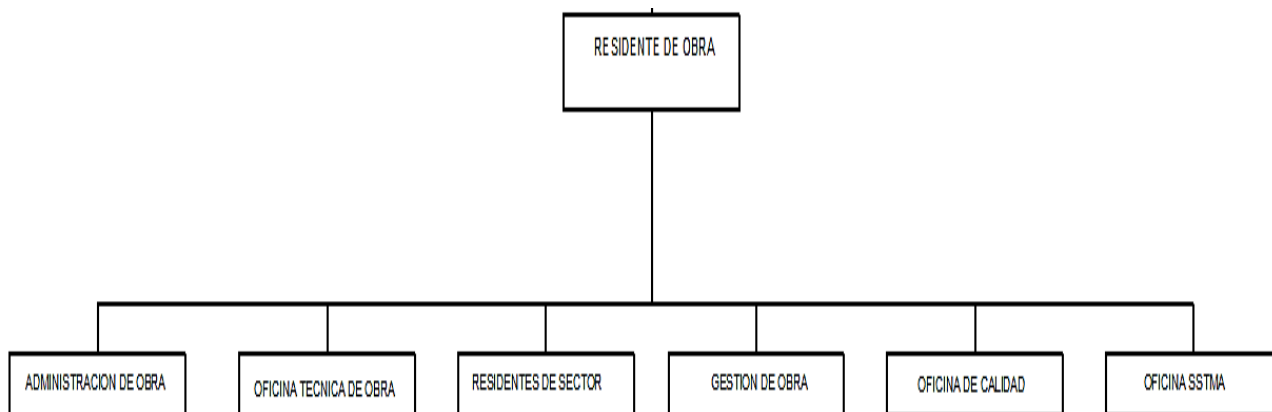 RESIDENTE DE OBRA
ADMINISTRACION DE OBRA
OFICINA TECNICA DE OBRA
RESIDENTES DE SECTOR
GESTION DE OBRA
OFICINA DE CALIDAD
OFICINA SSTMA